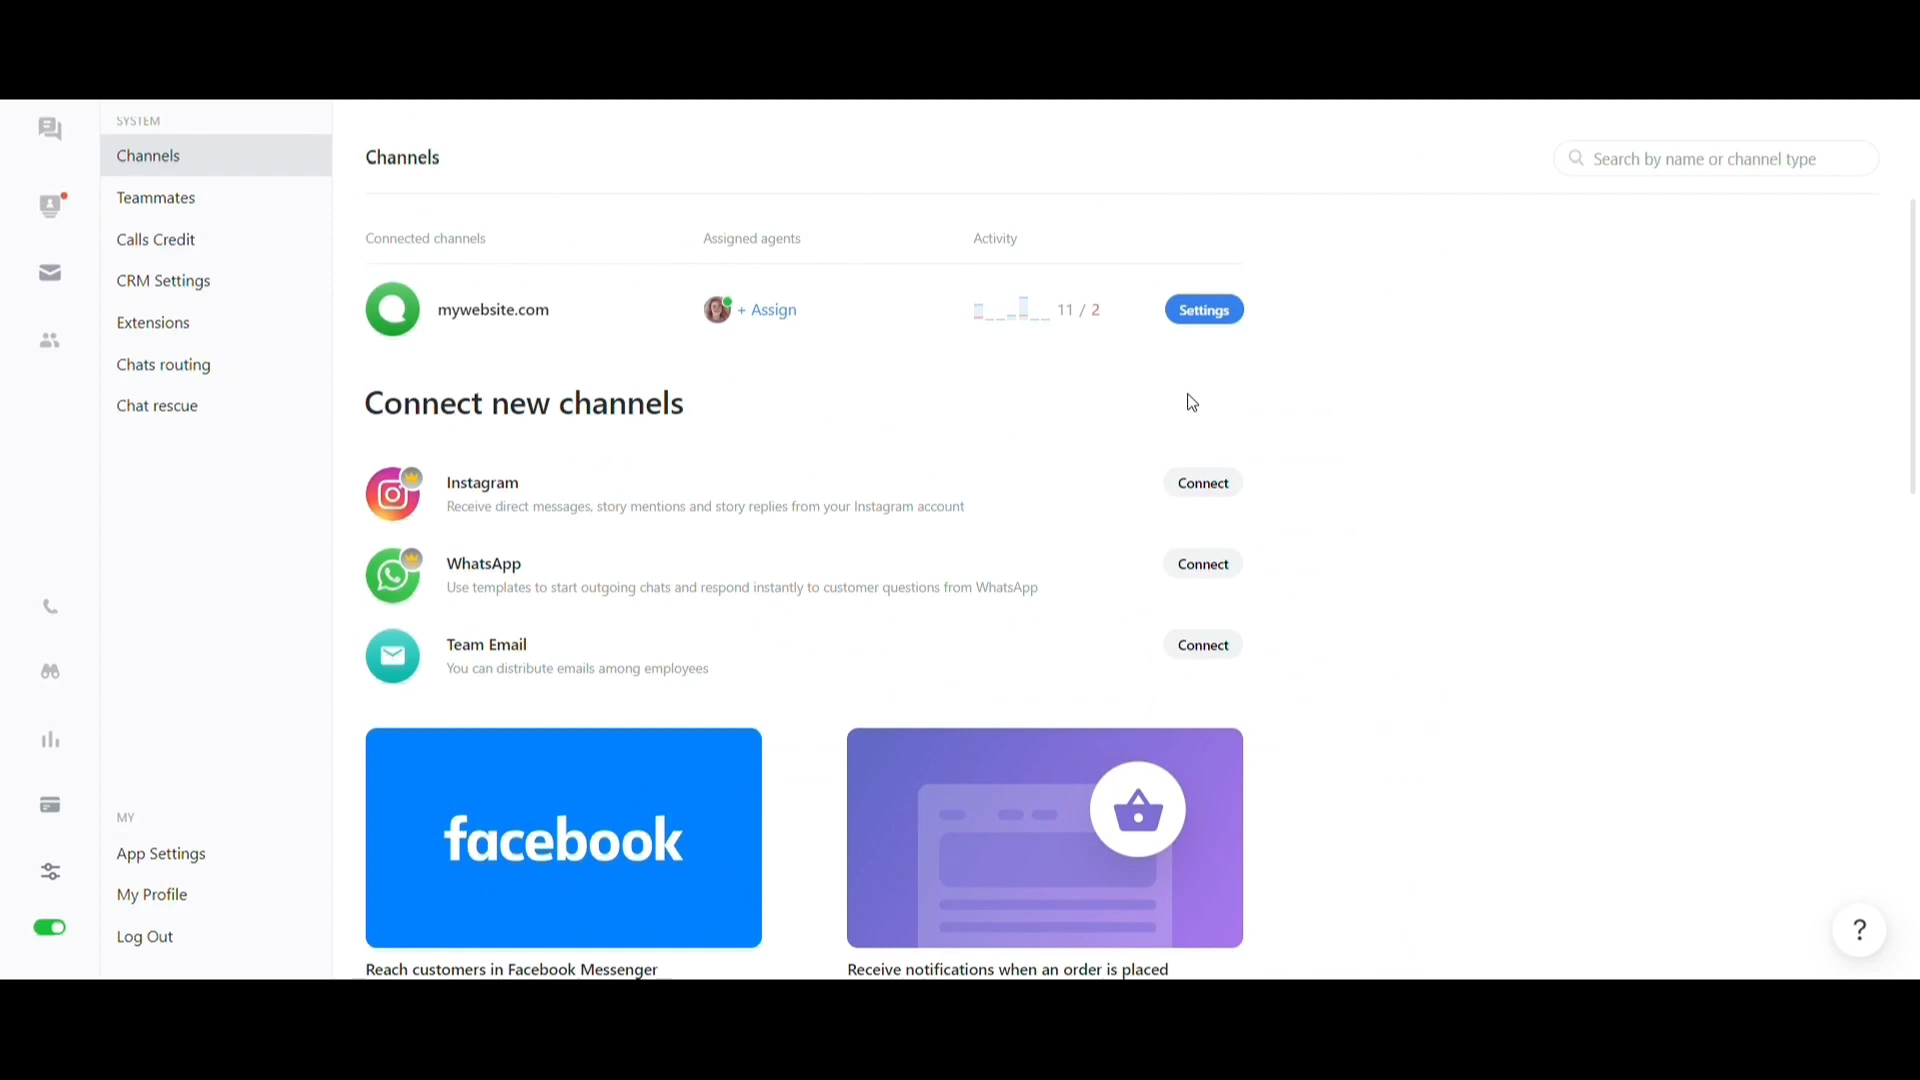 SYSTEM
Channels
Teammates
Calls Credit
CRM Settings
Extensions
Chats routing
Chat rescue
MY
App Settings
My Profile
Log Out
Channels
Search by name or channel type
Connected channels
Assigned agents
Activity
mywebsite.com
+ Assign
11 / 2
Settings
Connect new channels
Instagram
Receive direct messages, story mentions and story replies from your Instagram account
Connect
WhatsApp
Use templates to start outgoing chats and respond instantly to customer questions from WhatsApp
Connect
Team Email
You can distribute emails among employees
Connect
facebook
Reach customers in Facebook Messenger
Receive notifications when an order is placed
?